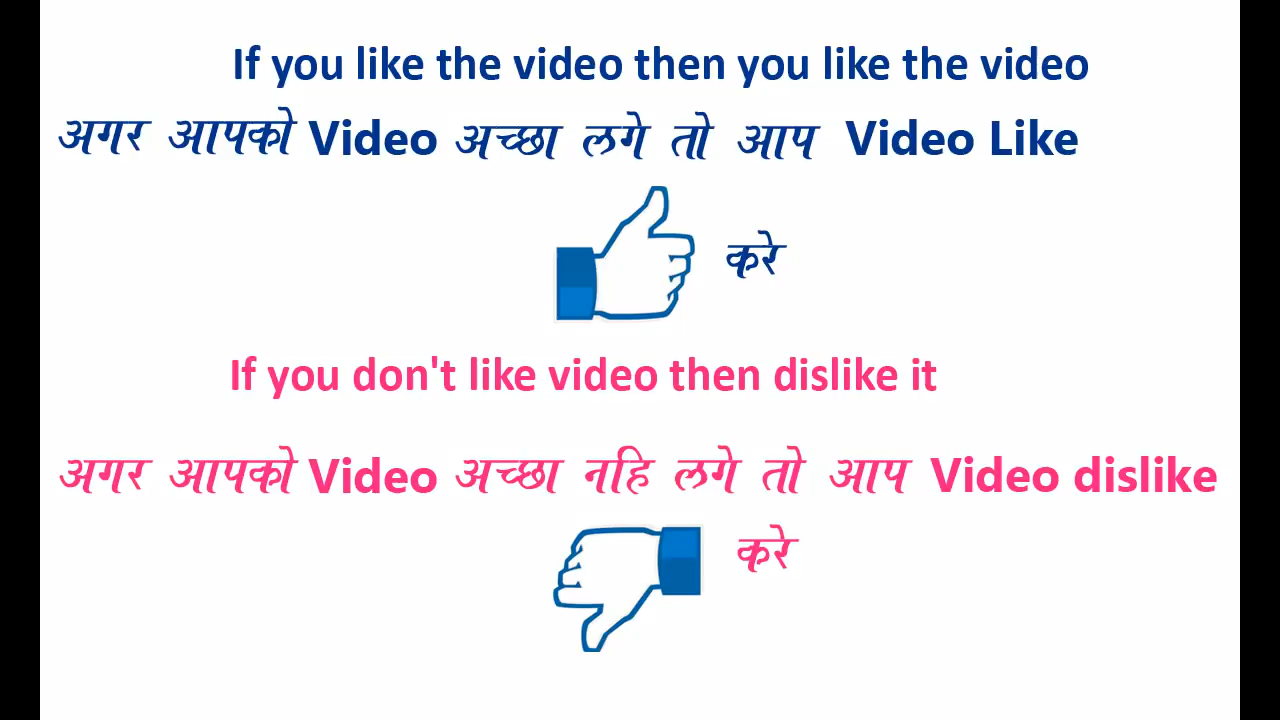 If you like the video then you like the video
अगर आपको Video अच्छा लगे तो आप Video Like
करे
If you don't like video then dislike it
अगर आपको Video अच्छा नहि लगे तो आप Video dislike
करे